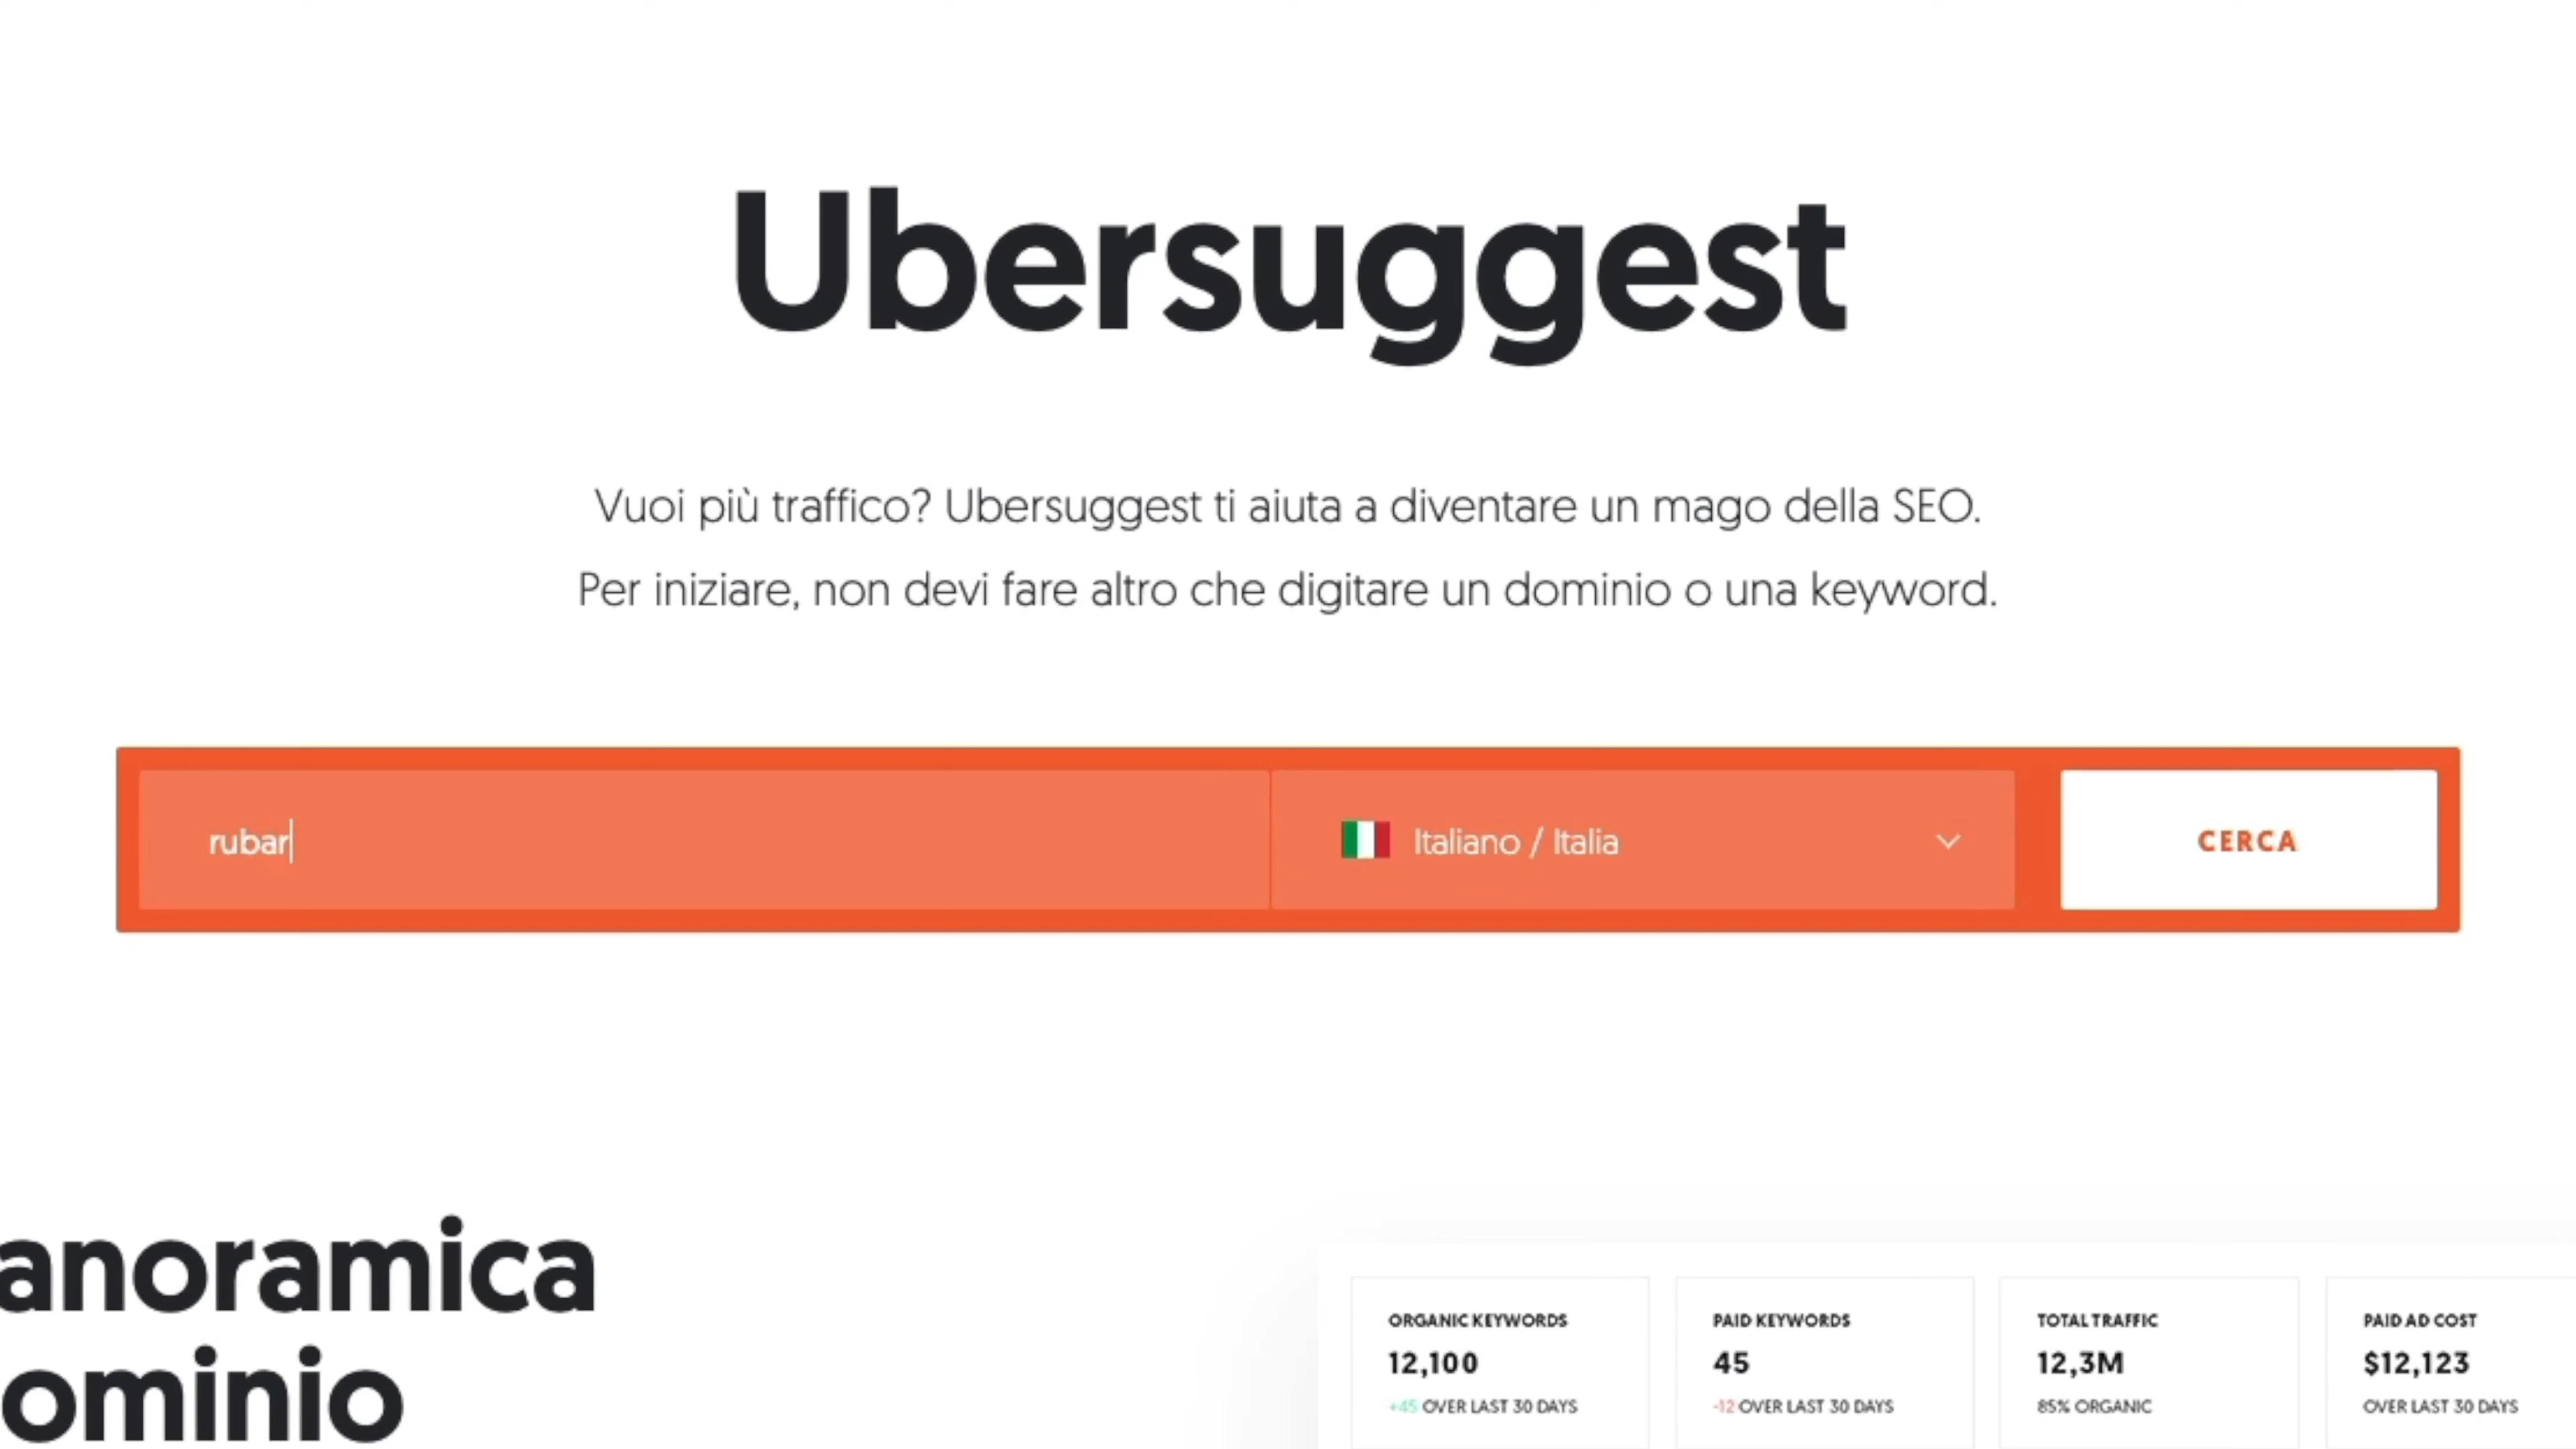 Ubersuggest
Vuoi più traffico? Ubersuggest ti aiuta a diventare un mago della SEO.
Per iniziare, non devi fare altro che digitare un dominio o una keyword.
rubar
Italiano / Italia
CERCA
anoramica
ominio
ORGANIC KEYWORDS
12,100
+45 OVER LAST 30 DAYS
PAID KEYWORDS
45
-12 OVER LAST 30 DAYS
TOTAL TRAFFIC
12,3M
85% ORGANIC
PAID AD COST
$12,123
OVER LAST 30 DAYS